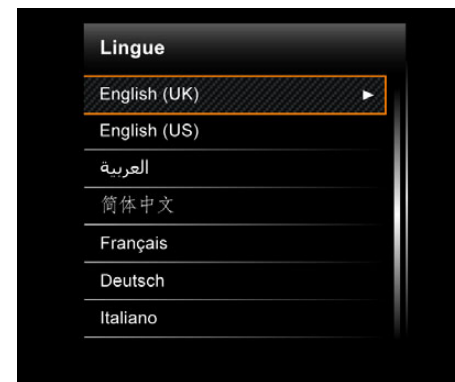 Lingue
English (UK)
English (US)
العربية
简体中文
Français
Deutsch
Italiano